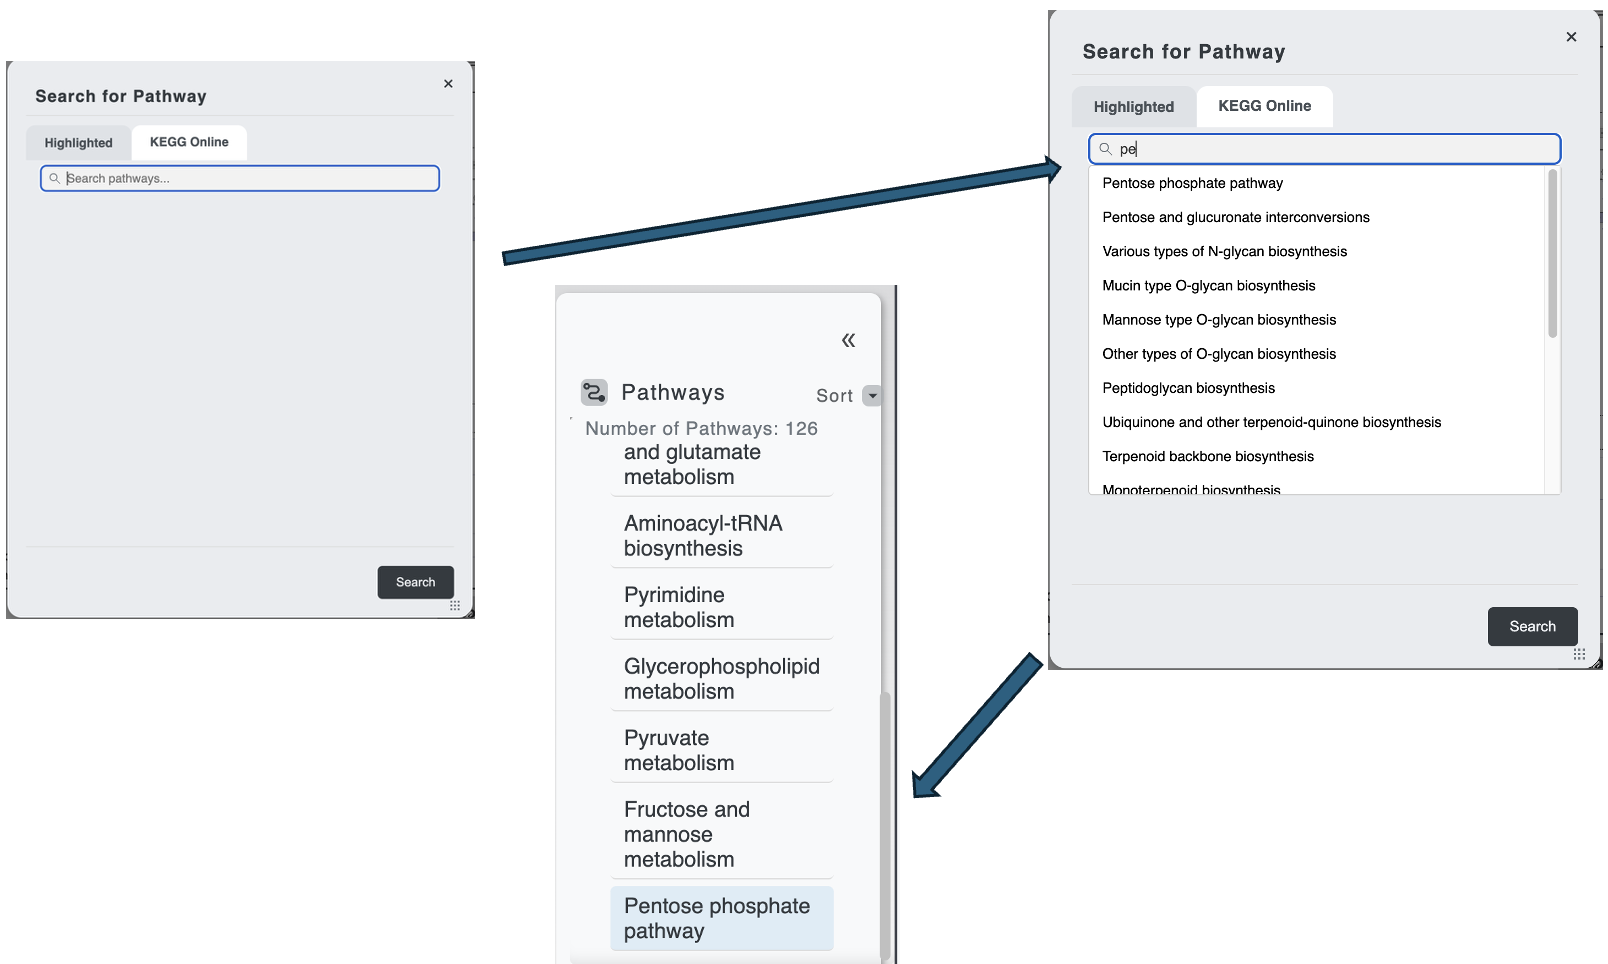 Search for Pathway
×
Highlighted
KEGG Online
Search pathways...
Search
Search for Pathway
×
Highlighted
KEGG Online
pe
Pentose phosphate pathway
Pentose and glucuronate interconversions
Various types of N-glycan biosynthesis
Mucin type O-glycan biosynthesis
Mannose type O-glycan biosynthesis
Other types of O-glycan biosynthesis
Peptidoglycan biosynthesis
Ubiquinone and other terpenoid-quinone biosynthesis
Terpenoid backbone biosynthesis
Monoterpenoid biosynthesis
Search
«
Pathways
Sort
Number of Pathways: 126
and glutamate
metabolism
Aminoacyl-tRNA
biosynthesis
Pyrimidine
metabolism
Glycerophospholipid
metabolism
Pyruvate
metabolism
Fructose and
mannose
metabolism
Pentose phosphate
pathway